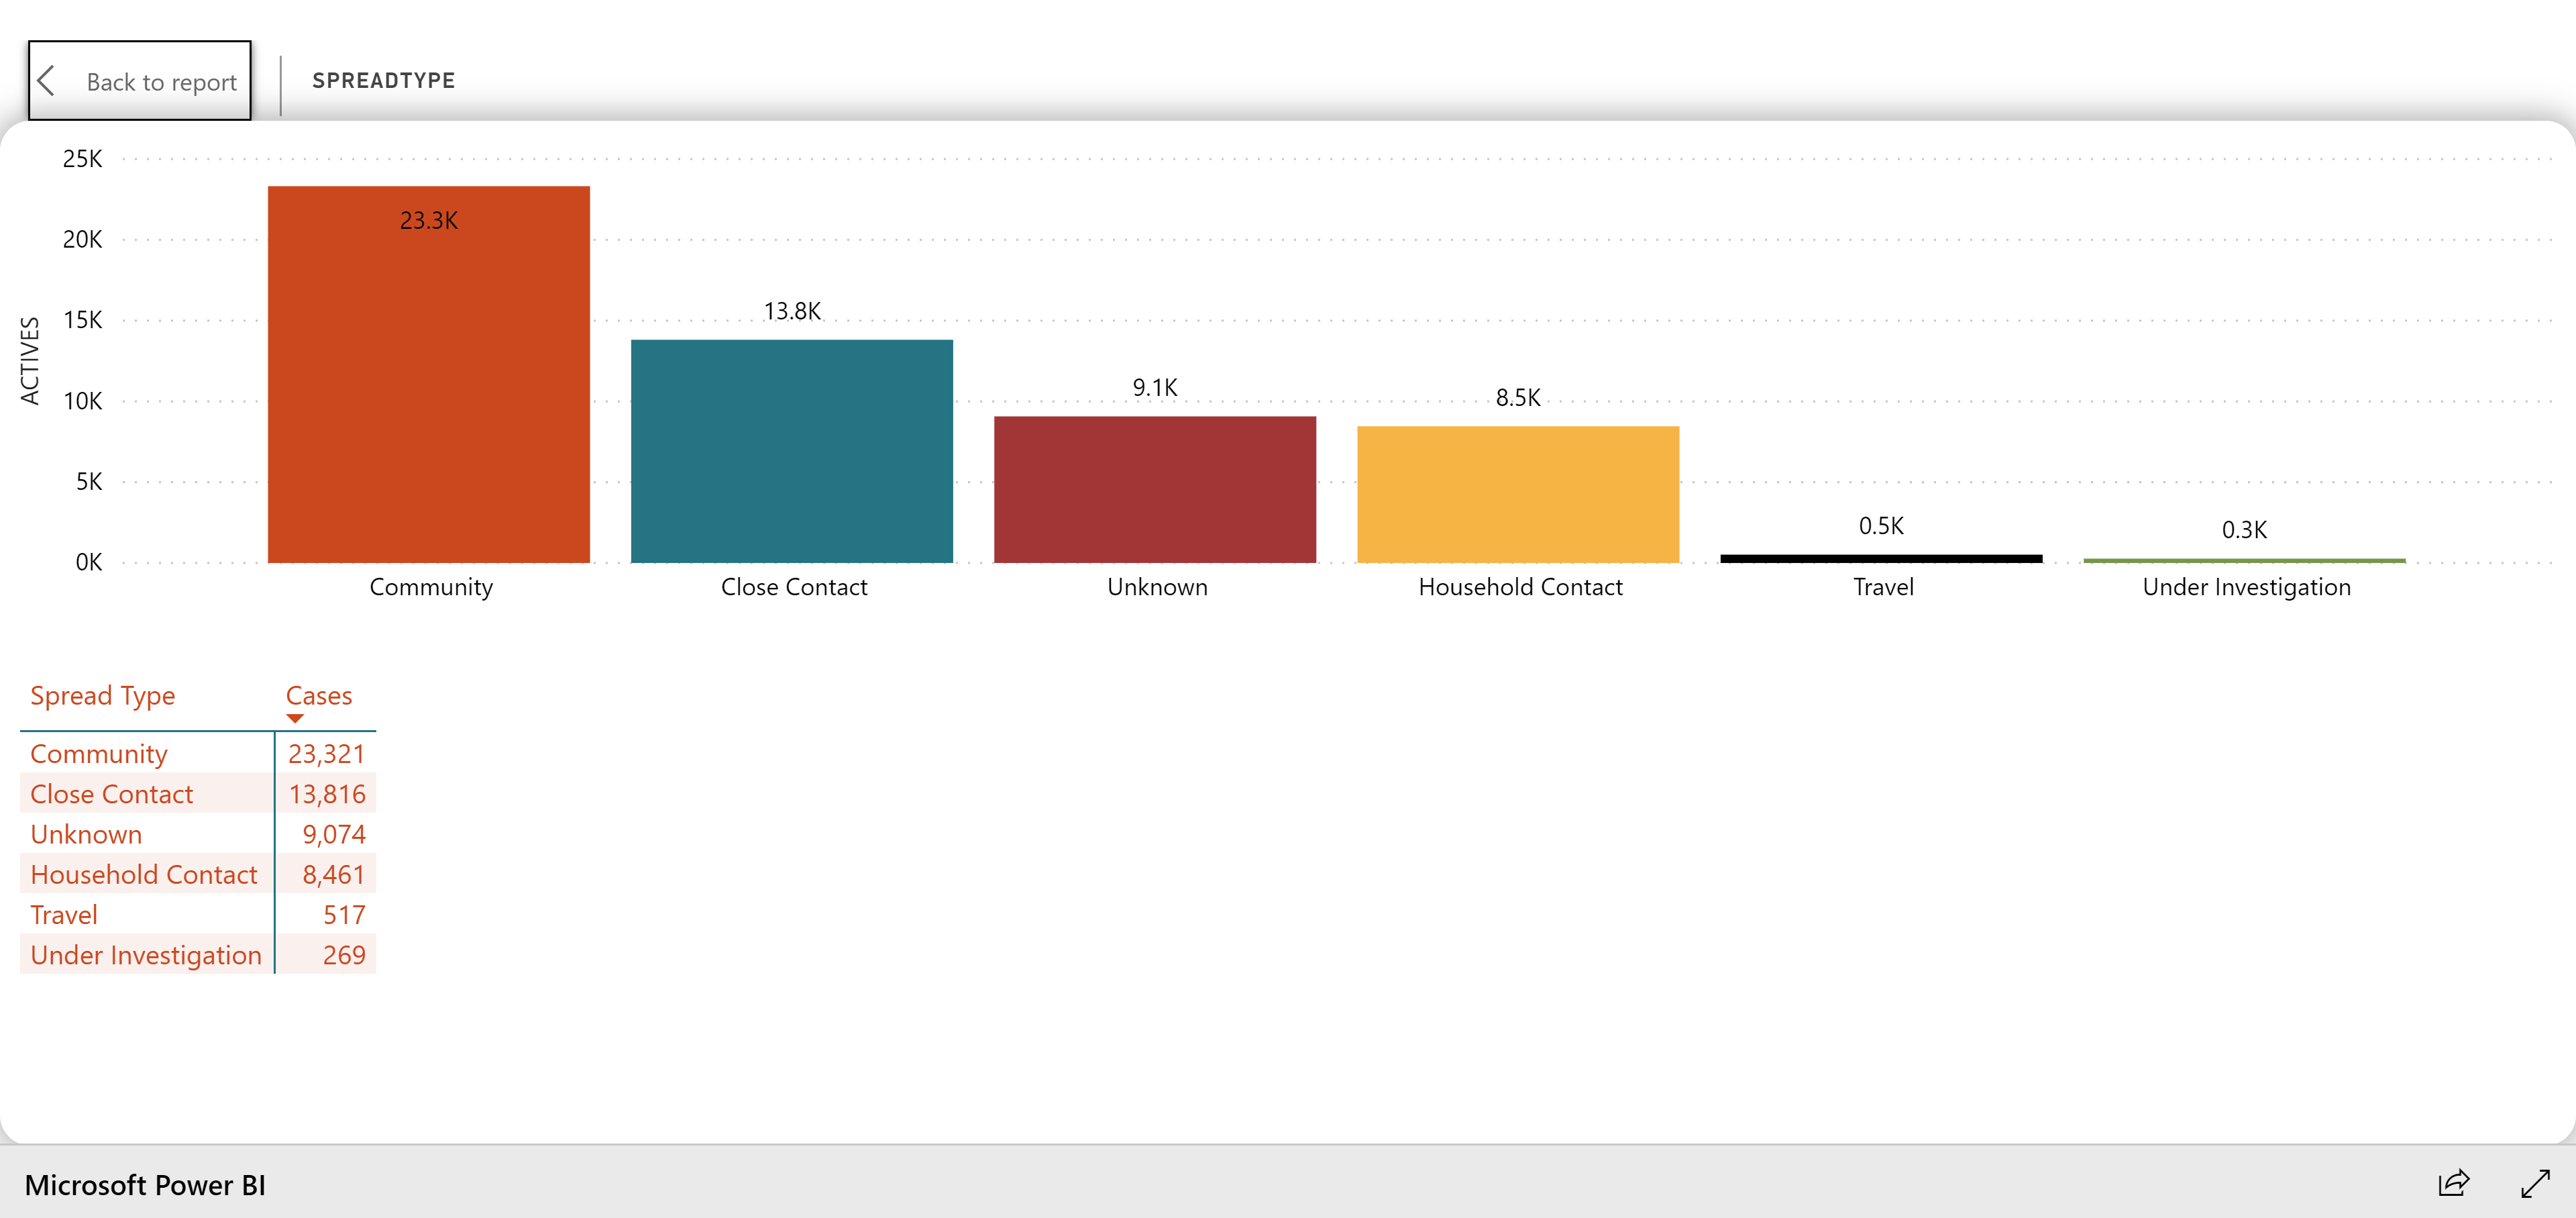 Back to report
SPREADTYPE
ACTIVES
25K
20K
15K
10K
5K
0K
23.3K
13.8K
9.1K
8.5K
0.5K
0.3K
Community Close Contact Unknown Household Contact Travel Under Investigation
Spread Type Cases
Community 23,321
Close Contact 13,816
Unknown 9,074
Household Contact 8,461
Travel 517
Under Investigation 269
Microsoft Power BI